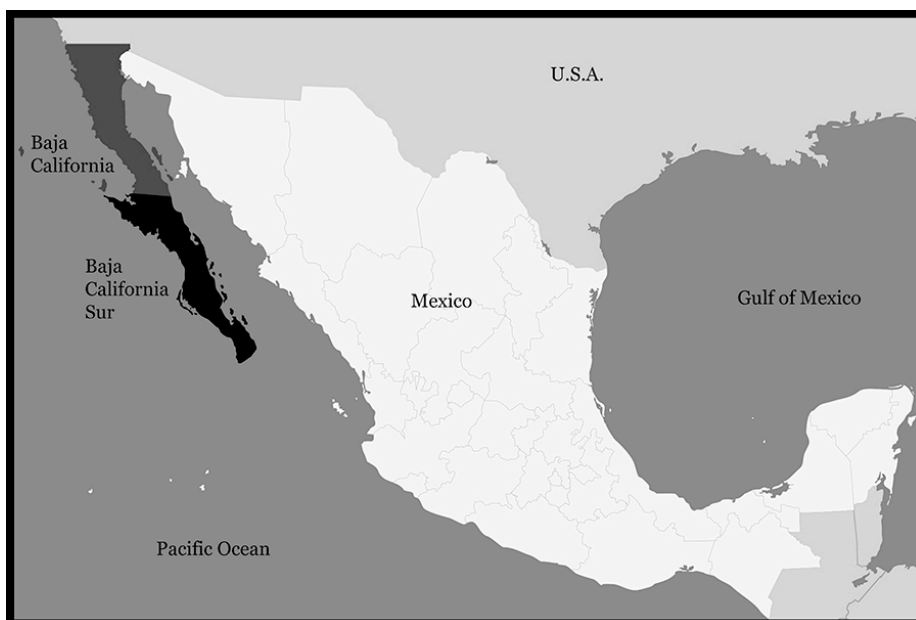 U.S.A.
Baja
California
Baja
California
Sur
Mexico
Gulf of Mexico
Pacific Ocean